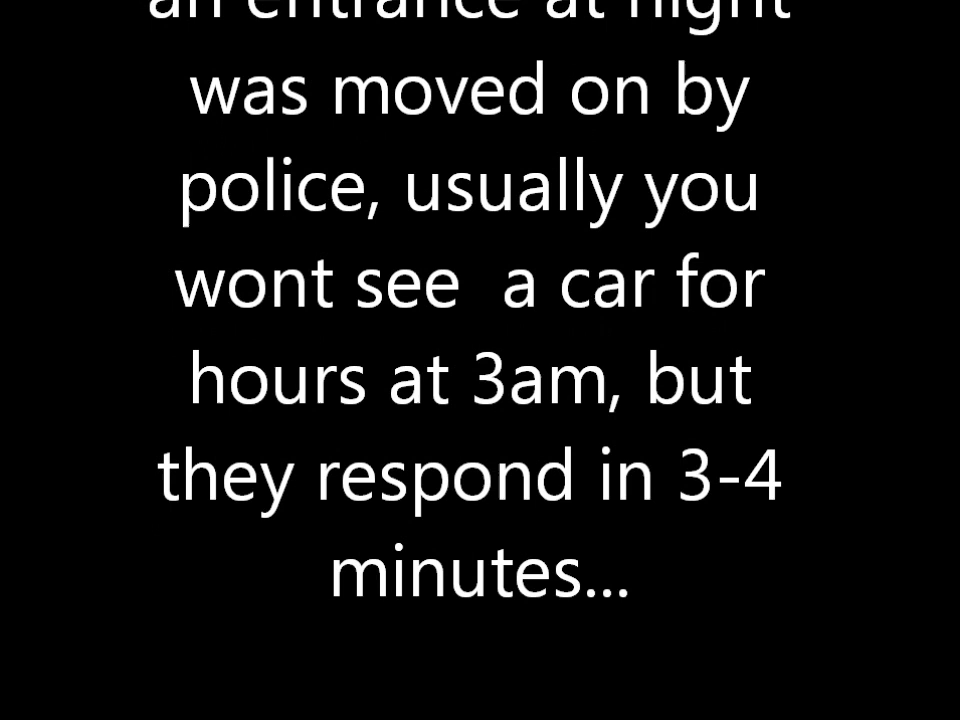 an entrance at night
was moved on by
police, usually you
wont see  a car for
hours at 3am, but
they respond in 3-4
minutes...